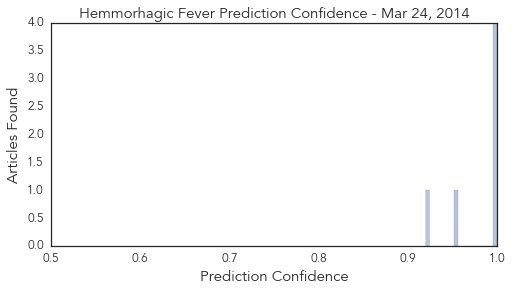 Hemmorhagic Fever Prediction Confidence - Mar 24, 2014
4.0
3.5
3.0
2.5
2.0
1.5
1.0
0.5
0.0
Articles Found
0.5 0.6 0.7 0.8 0.9 1.0
Prediction Confidence